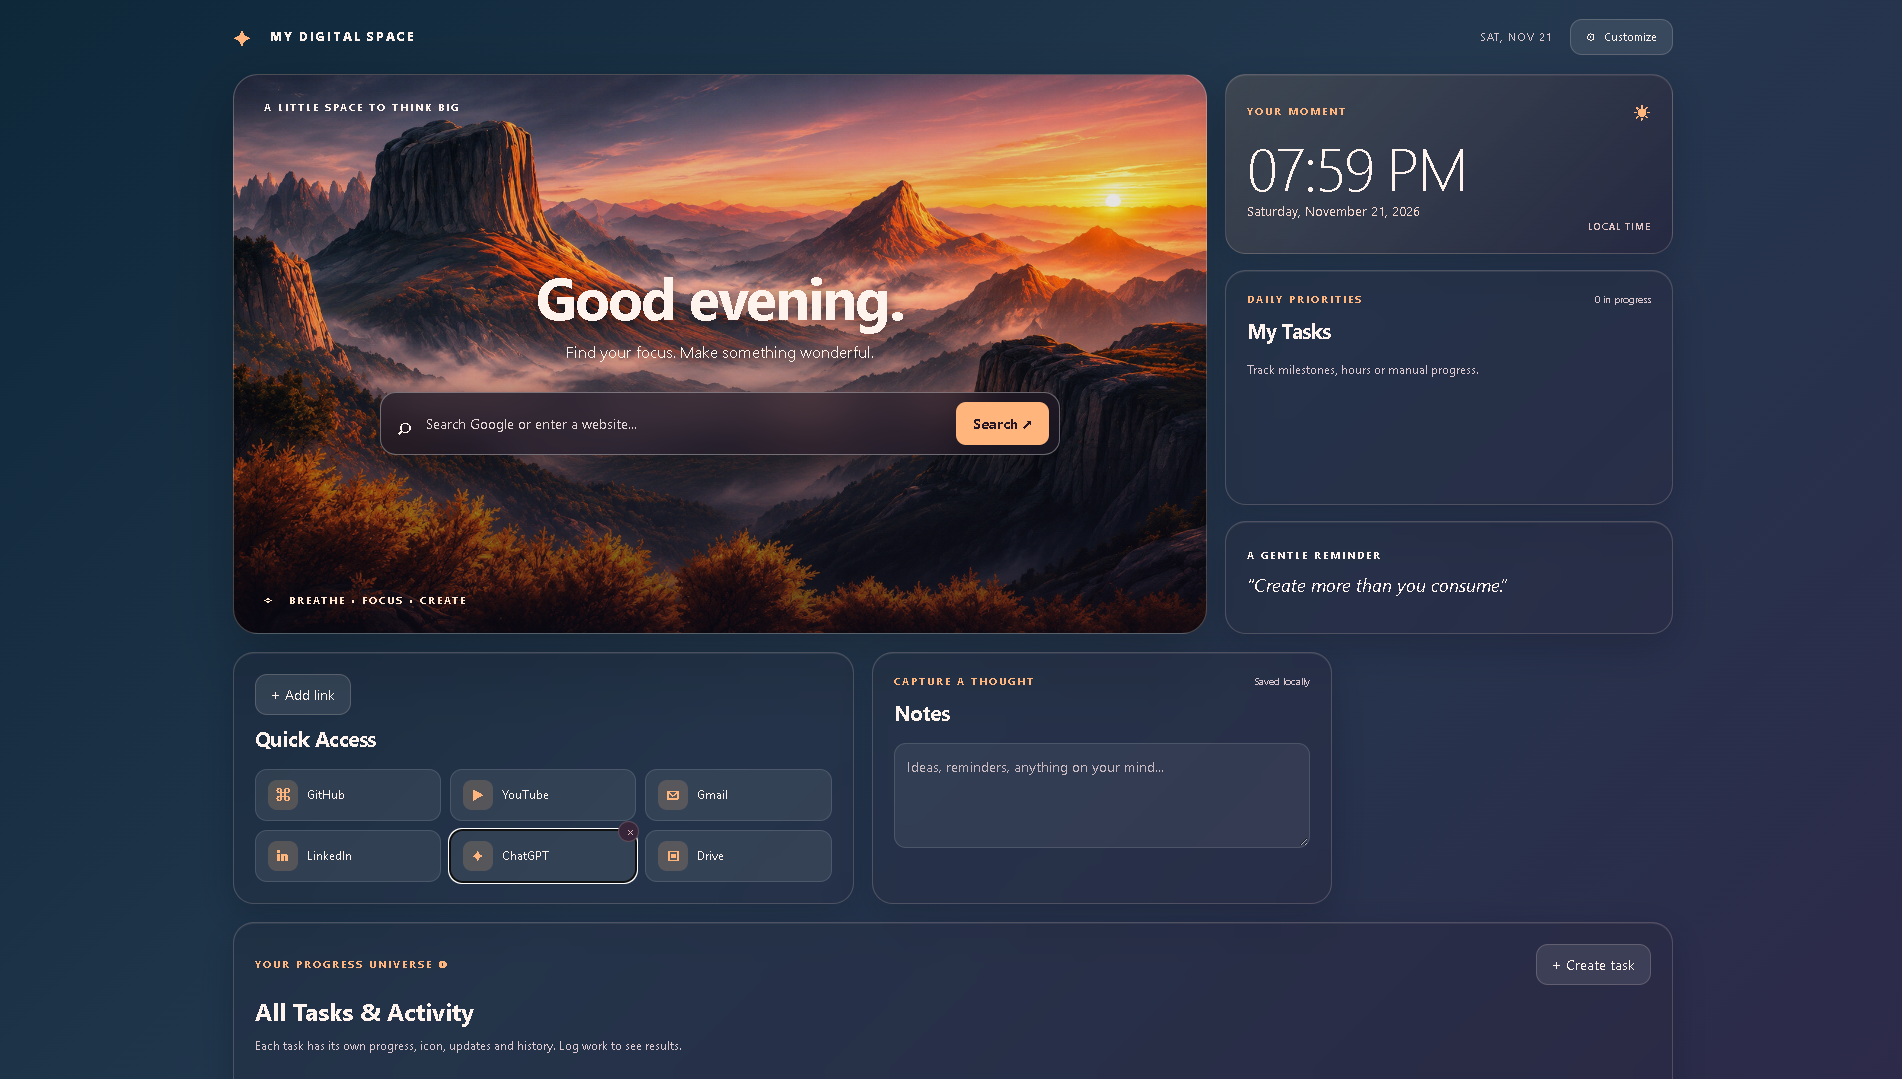 MY DIGITAL SPACE
SAT, NOV 21
Customize
A LITTLE SPACE TO THINK BIG
Good evening.
Find your focus. Make something wonderful.
Search Google or enter a website...
Search ↗
BREATHE • FOCUS • CREATE
YOUR MOMENT
07:59 PM
Saturday, November 21, 2026
LOCAL TIME
DAILY PRIORITIES
0 in progress
My Tasks
Track milestones, hours or manual progress.
A GENTLE REMINDER
“Create more than you consume.”
+ Add link
Quick Access
GitHub
YouTube
Gmail
LinkedIn
ChatGPT
Drive
CAPTURE A THOUGHT
Saved locally
Notes
Ideas, reminders, anything on your mind...
YOUR PROGRESS UNIVERSE
+ Create task
All Tasks & Activity
Each task has its own progress, icon, updates and history. Log work to see results.